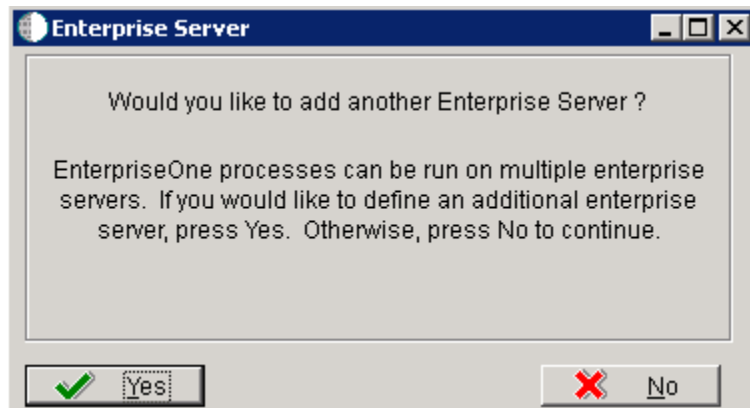 Enterprise Server
Would you like to add another Enterprise Server ?
EnterpriseOne processes can be run on multiple enterprise
servers. If you would like to define an additional enterprise
server, press Yes. Otherwise, press No to continue.
Yes
No